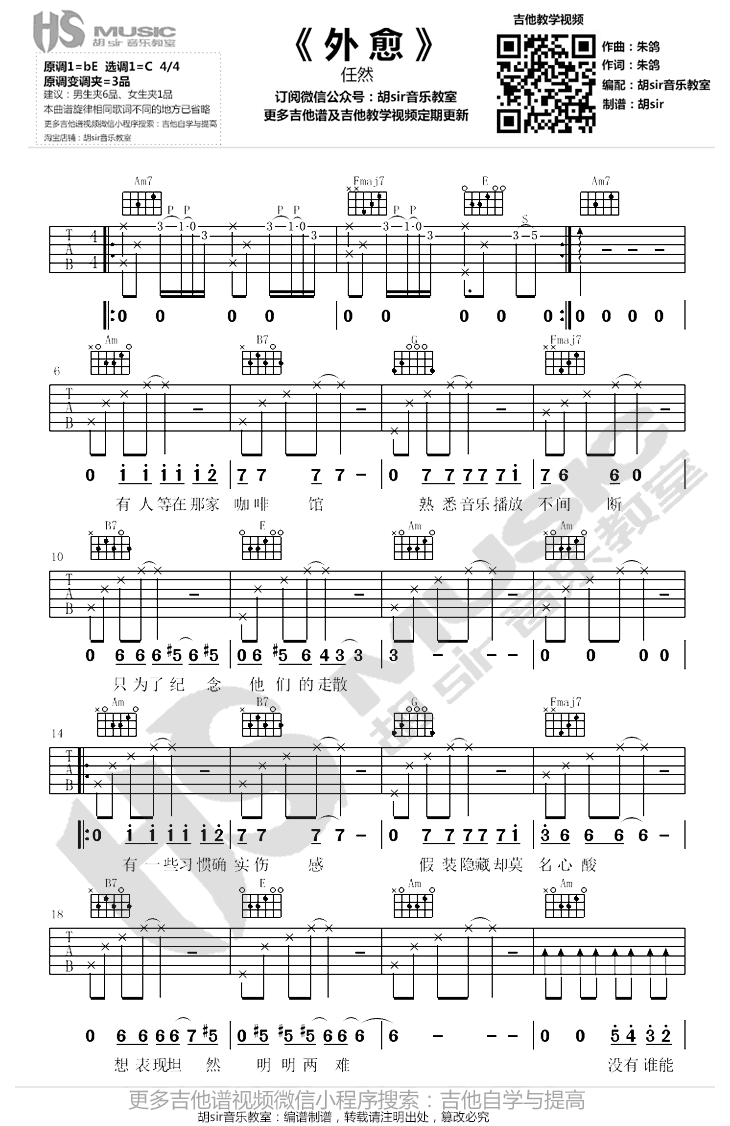 HS MUSIC
胡 sir 音乐教室
原调1=bE 选调1=C 4/4
原调变调夹=3品
建议：男生夹6品、女生夹1品
本曲谱旋律相同歌词不同的地方已省略
更多吉他谱视频微信小程序搜索：吉他自学与提高
淘宝店铺：胡sir音乐教室
《 外 愈 》
任然
订阅微信公众号：胡sir音乐教室
更多吉他谱及吉他教学视频定期更新
吉他教学视频
作曲：朱鸽
作词：朱鸽
编配：胡sir音乐教室
制谱：胡sir
Am7 Fmaj7 E Am7
P P P P P P S
T A B 4 4 3 1 0 3 3 1 0 3 3 1 0 3 3 1 0 3 3 5
0 0 0 0 0 0 0 0 0 0 0 0 0 0
Am B7 G Fmaj7
6
T A B
0 i i i i i 2 7 7 7 7 - 0 7 7 7 7 7 i 7 6 6 6 0
有 人 等在 那家 咖 啡 馆 熟 悉 音乐 播放 不 间 断
B7 E Am Am
10
T A B
0 6 6 6 #5 6 #5 0 6 #5 6 4 3 3 3 3 - - - 0 0 0 0
只 为 了 纪 念 他 们 的 走散
Am B7 G Fmaj7
14
T A B
0 i i i i i 2 7 7 7 7 - 0 7 7 7 7 7 i 3 6 6 6 6 -
有 一 些 习 惯 确 实 伤 感 假 装 隐藏 却莫 名 心 酸
B7 E Am Am
18
T A B
0 6 6 6 6 7 #5 0 #5 #5 #5 6 6 6 6 - - - 0 0 5 4 3 2
想 表 现坦 然 明 明 两 难 没有 谁能
更多吉他谱视频微信小程序搜索：吉他自学与提高
胡sir音乐教室：编谱制谱，转载请注明出处，篡改必究